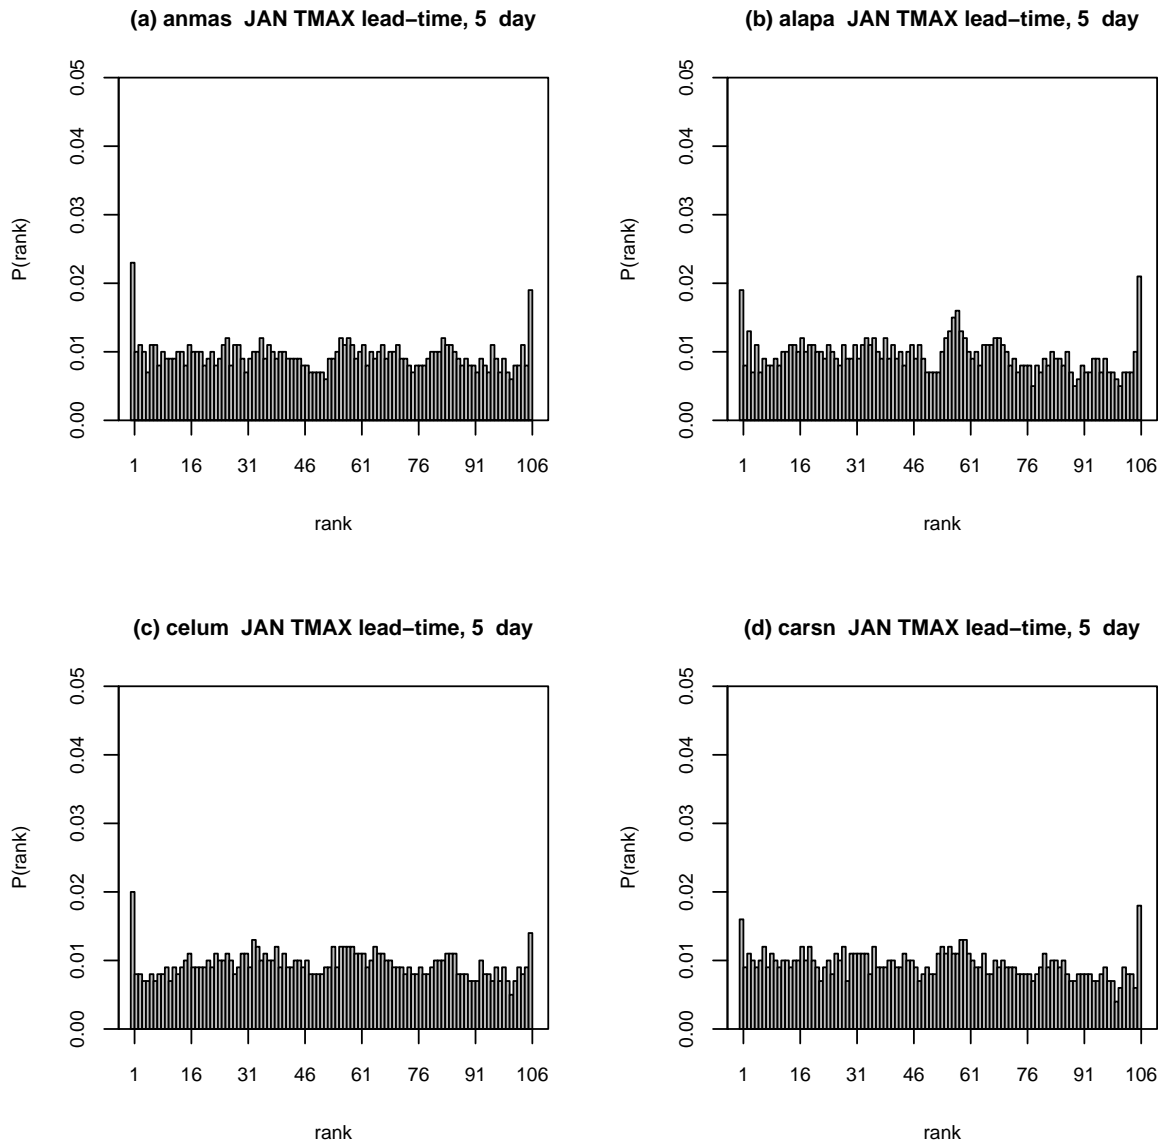 (a) anmas JAN TMAX lead−time, 5 day
P(rank)
0.05
0.04
0.03
0.02
0.01
0.00
1 16 31 46 61 76 91 106
rank
(b) alapa JAN TMAX lead−time, 5 day
P(rank)
0.05
0.04
0.03
0.02
0.01
0.00
1 16 31 46 61 76 91 106
rank
(c) celum JAN TMAX lead−time, 5 day
P(rank)
0.05
0.04
0.03
0.02
0.01
0.00
1 16 31 46 61 76 91 106
rank
(d) carsn JAN TMAX lead−time, 5 day
P(rank)
0.05
0.04
0.03
0.02
0.01
0.00
1 16 31 46 61 76 91 106
rank